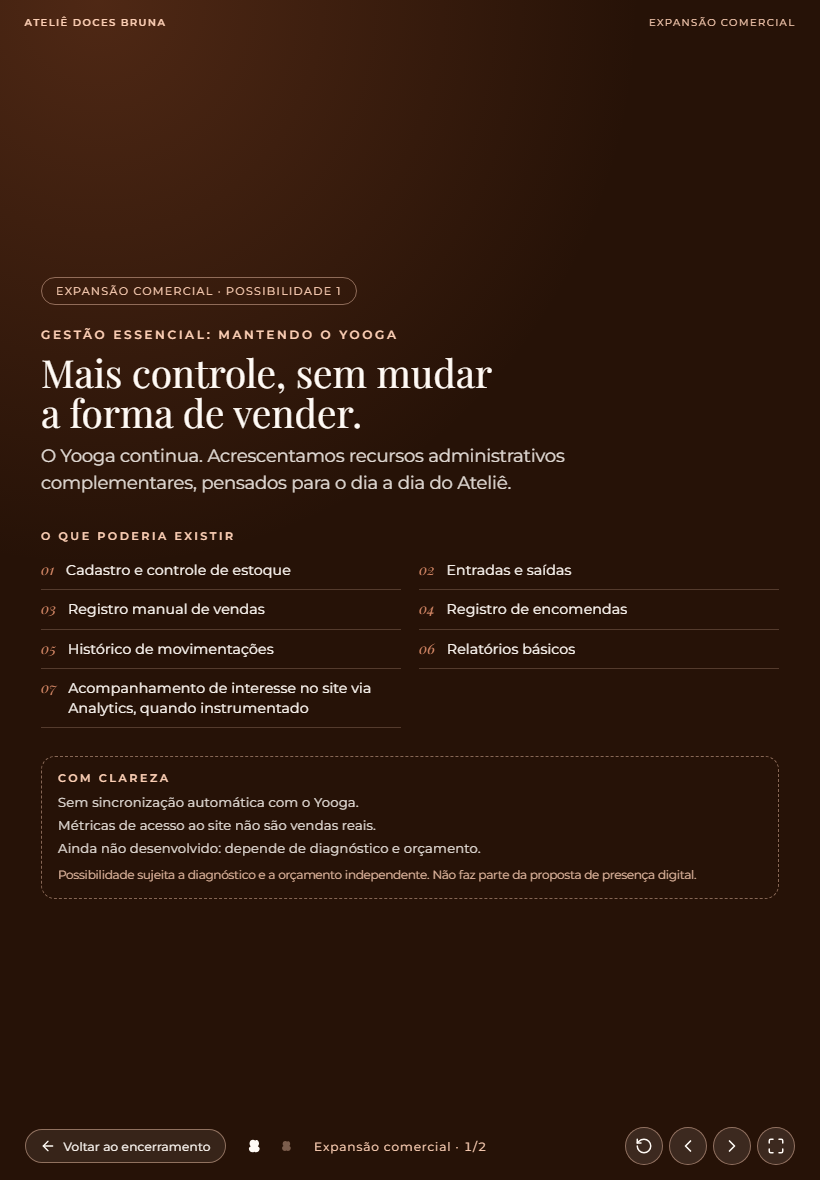 ATELIÊ DOCES BRUNA
EXPANSÃO COMERCIAL
EXPANSÃO COMERCIAL · POSSIBILIDADE 1
GESTÃO ESSENCIAL: MANTENDO O YOOGA
Mais controle, sem mudar
a forma de vender.
O Yooga continua. Acrescentamos recursos administrativos
complementares, pensados para o dia a dia do Ateliê.
O QUE PODERIA EXISTIR
01 Cadastro e controle de estoque
02 Entradas e saídas
03 Registro manual de vendas
04 Registro de encomendas
05 Histórico de movimentações
06 Relatórios básicos
07 Acompanhamento de interesse no site via
Analytics, quando instrumentado
COM CLAREZA
Sem sincronização automática com o Yooga.
Métricas de acesso ao site não são vendas reais.
Ainda não desenvolvido: depende de diagnóstico e orçamento.
Possibilidade sujeita a diagnóstico e a orçamento independente. Não faz parte da proposta de presença digital.
Voltar ao encerramento
Expansão comercial · 1/2